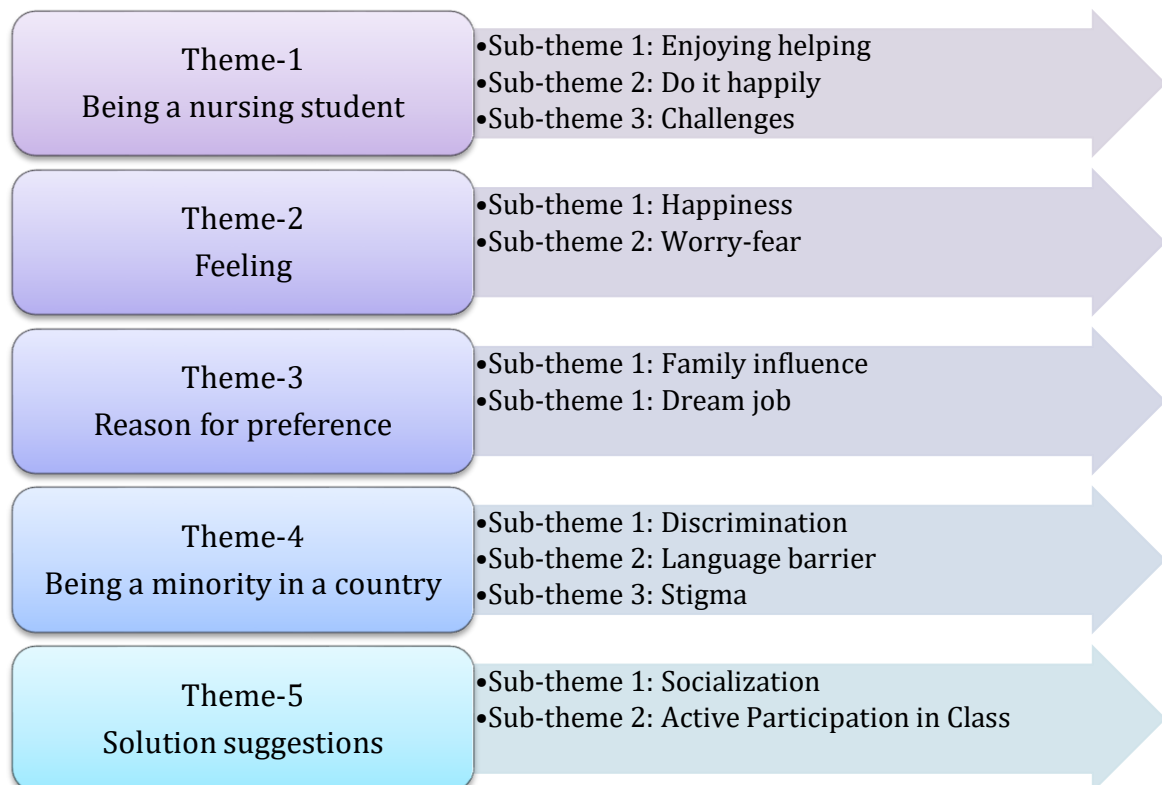 Theme-1
Being a nursing student
•Sub-theme 1: Enjoying helping
•Sub-theme 2: Do it happily
•Sub-theme 3: Challenges
Theme-2
Feeling
•Sub-theme 1: Happiness
•Sub-theme 2: Worry-fear
Theme-3
Reason for preference
•Sub-theme 1: Family influence
•Sub-theme 1: Dream job
Theme-4
Being a minority in a country
•Sub-theme 1: Discrimination
•Sub-theme 2: Language barrier
•Sub-theme 3: Stigma
Theme-5
Solution suggestions
•Sub-theme 1: Socialization
•Sub-theme 2: Active Participation in Class